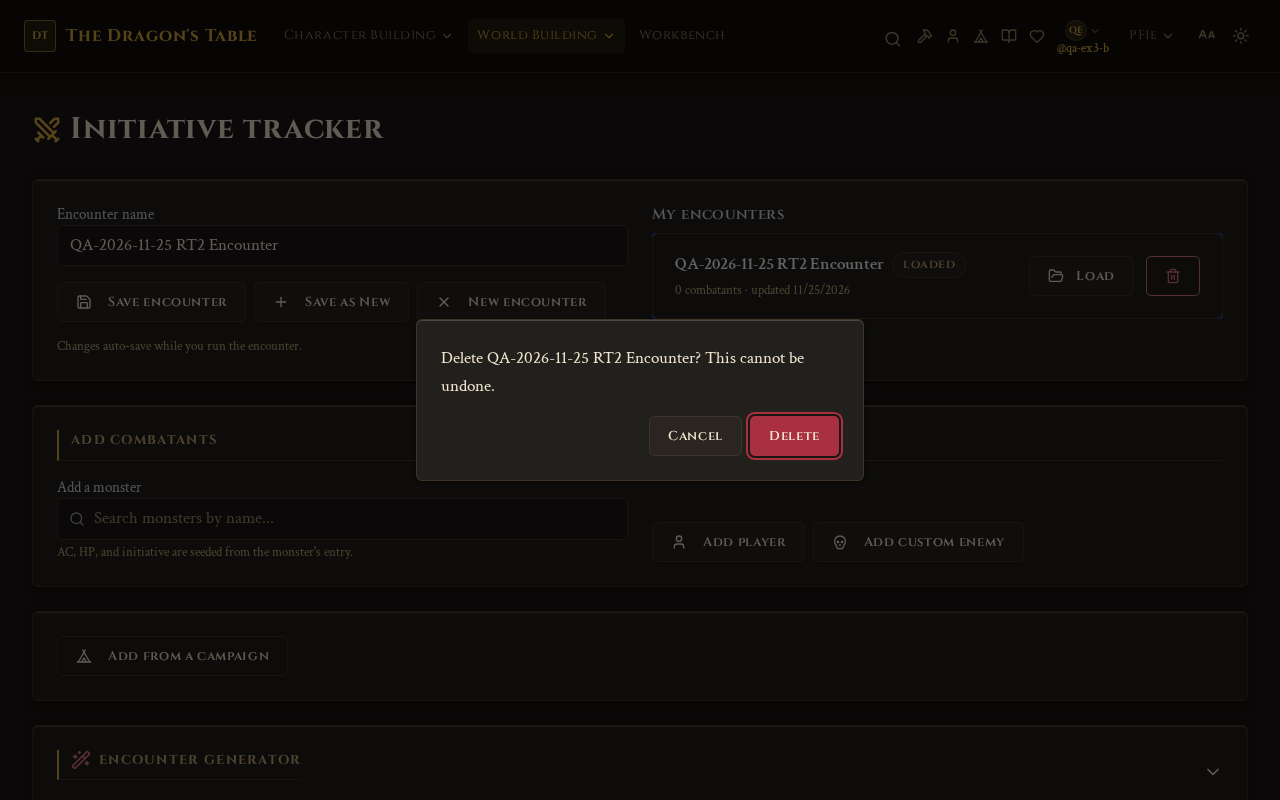 DT The Dragon's Table Character Building World Building Workbench QE @qa-ex3-b PF1e AA
Initiative tracker
Encounter name
QA-2026-11-25 RT2 Encounter
Save encounter Save as New New encounter
Changes auto-save while you run the encounter.
My encounters
QA-2026-11-25 RT2 Encounter LOADED
0 combatants · updated 11/25/2026
Load
Delete QA-2026-11-25 RT2 Encounter? This cannot be
undone.
Cancel Delete
Add combatants
Add a monster
Search monsters by name...
AC, HP, and initiative are seeded from the monster's entry.
Add player Add custom enemy
Add from a campaign
Encounter generator